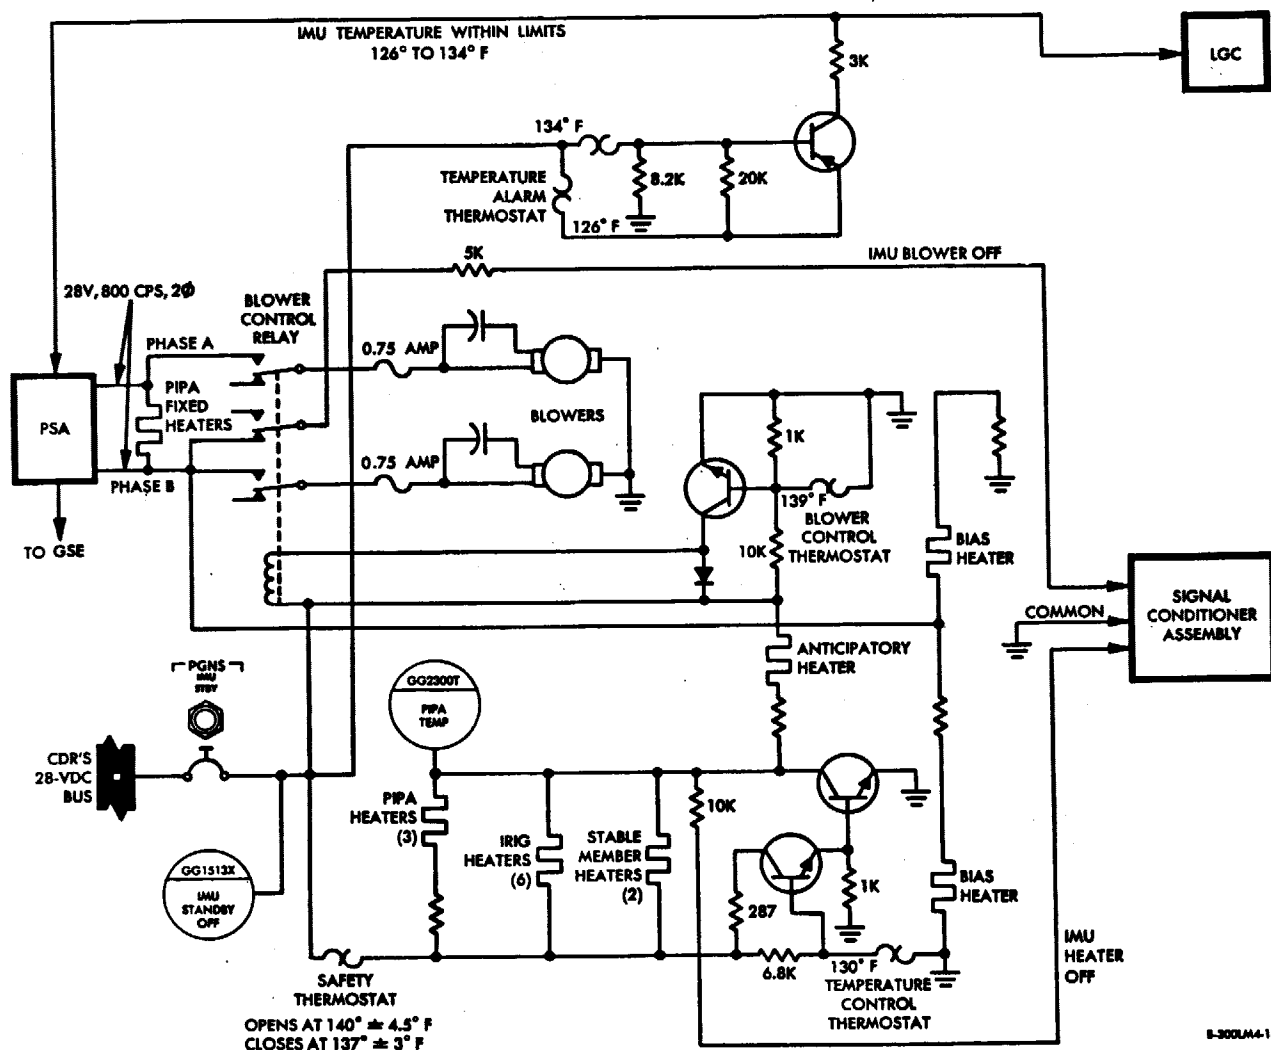 IMU TEMPERATURE WITHIN LIMITS
126° TO 134° F
3K
LGC
134° F
TEMPERATURE
ALARM
THERMOSTAT
8.2K
20K
126° F
5K
IMU BLOWER OFF
28V, 800 CPS, 2Ø
BLOWER
CONTROL
RELAY
PHASE A
0.75 AMP
PSA
PIPA
FIXED
HEATERS
BLOWERS
1K
0.75 AMP
PHASE B
139° F
BLOWER
CONTROL
THERMOSTAT
TO GSE
10K
BIAS
HEATER
SIGNAL
CONDITIONER
ASSEMBLY
COMMON
ANTICIPATORY
HEATER
PGNS
IMU
STBY
GG2300T
PIPA
TEMP
CDR'S
28-VDC
BUS
PIPA
HEATERS
(3)
IRIG
HEATERS
(6)
STABLE
MEMBER
HEATERS
(2)
10K
GG1513X
IMU
STANDBY
OFF
287
1K
BIAS
HEATER
IMU
HEATER
OFF
6.8K
130° F
TEMPERATURE
CONTROL
THERMOSTAT
SAFETY
THERMOSTAT
OPENS AT 140° ± 4.5° F
CLOSES AT 137° ± 3° F
B-300LM4-1